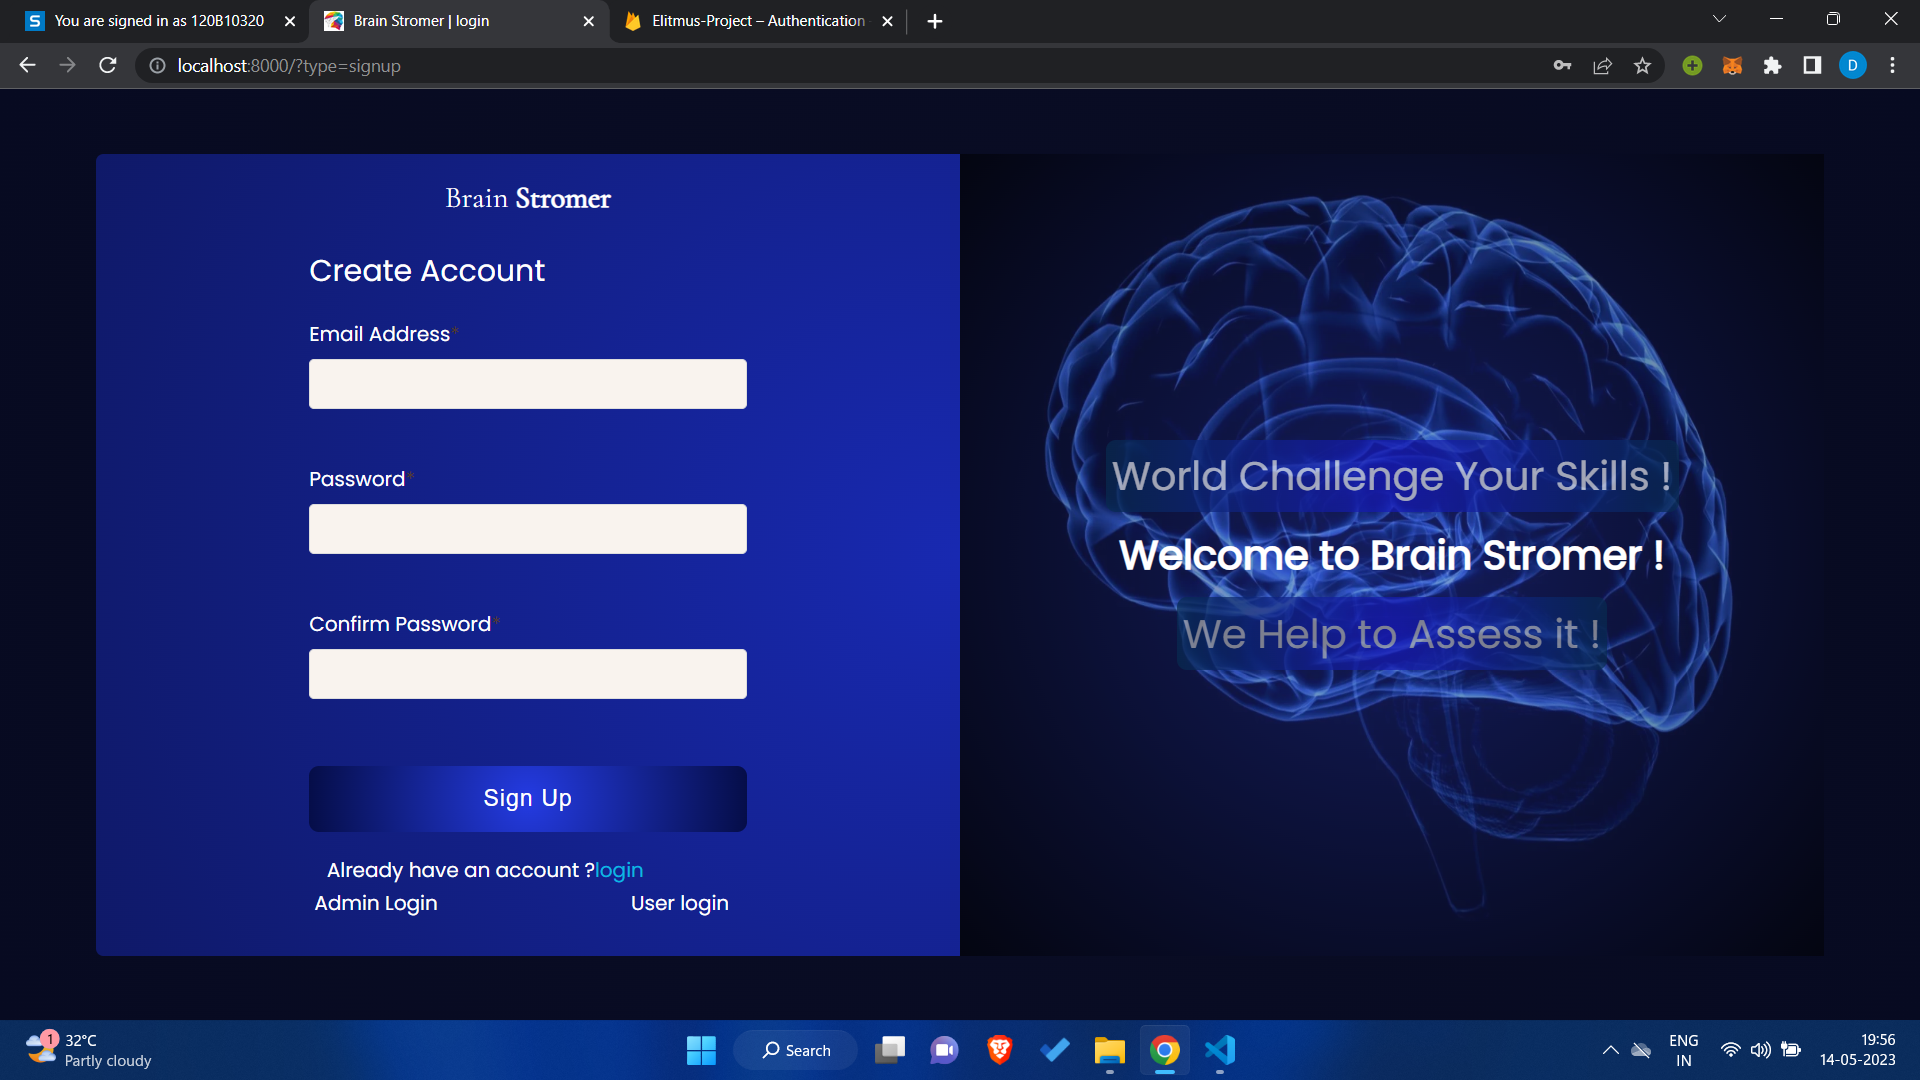 You are signed in as 120B10320
Brain Stromer | login
Elitmus-Project – Authentication
localhost:8000/?type=signup
D
Brain Stromer
Create Account
Email Address*
Password*
Confirm Password*
Sign Up
Already have an account ?login
Admin Login
User login
World Challenge Your Skills !
Welcome to Brain Stromer !
We Help to Assess it !
1
32°C
Partly cloudy
Search
ENG
IN
19:56
14-05-2023